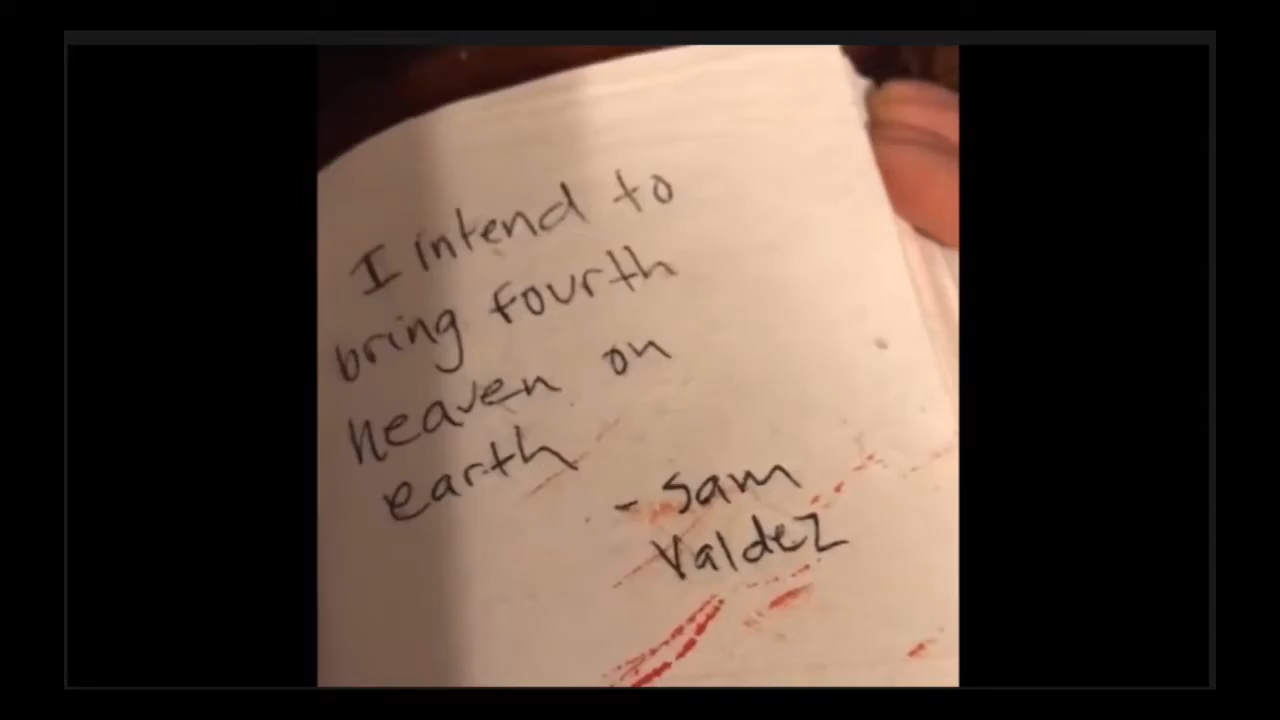 I intend to
bring fourth
heaven on
earth
- Sam
Valdez